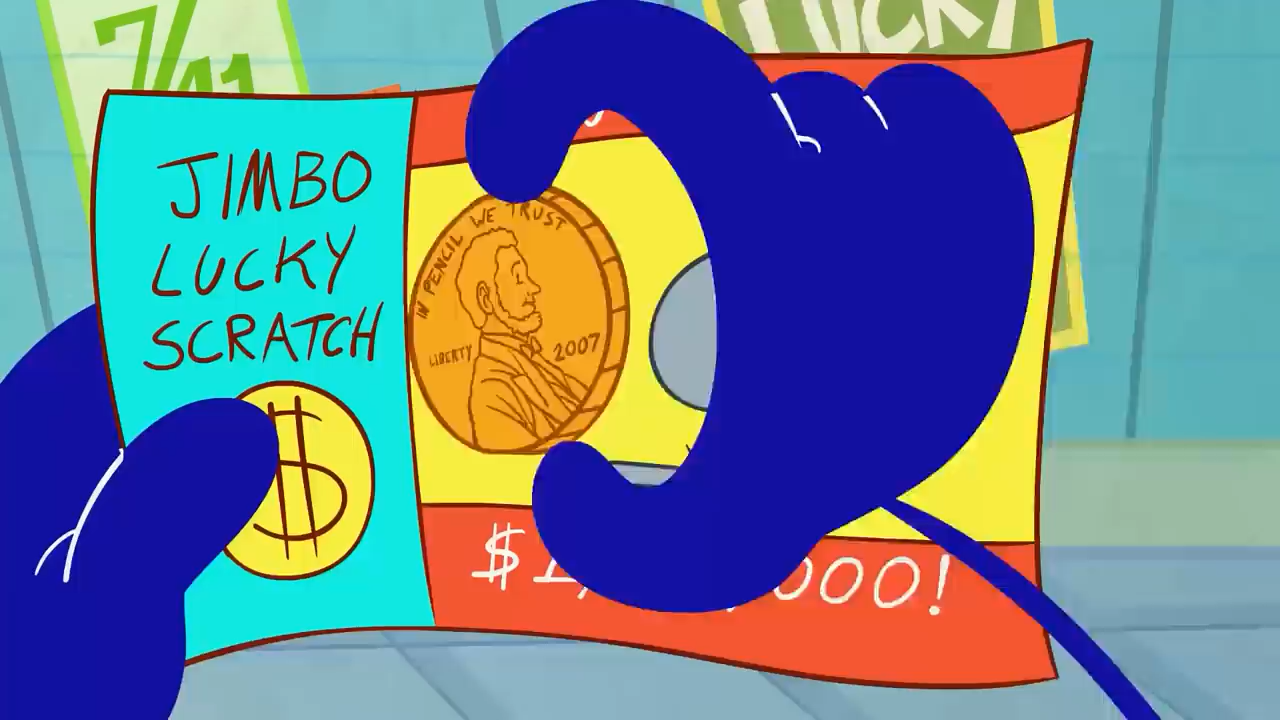 7/11
LUCKY
JIMBO
LUCKY
SCRATCH
$
IN PENCIL WE TRUST
LIBERTY
2007
000!